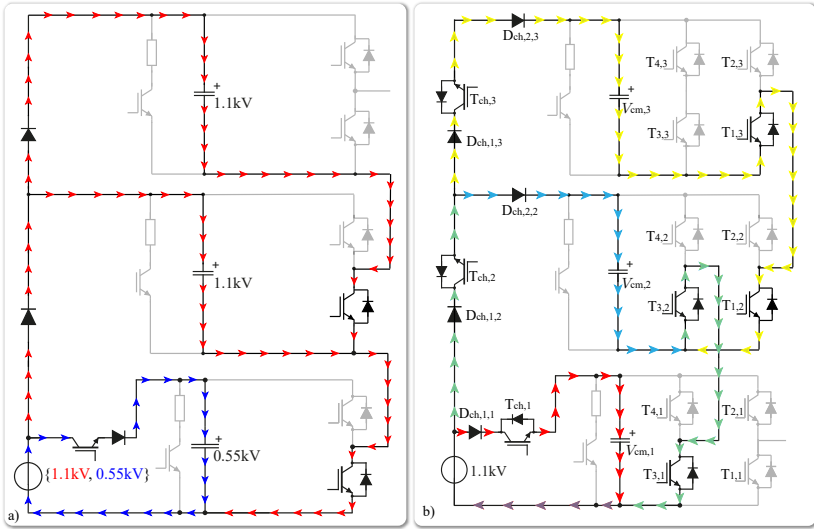 +
1.1kV
+
1.1kV
+
0.55kV
{1.1kV, 0.55kV}
a)
Dch,2,3
T4,3
T2,3
Tch,3
+
Vcm,3
Dch,1,3
T3,3
T1,3
Dch,2,2
T4,2
T2,2
Tch,2
+
Vcm,2
T3,2
T1,2
Dch,1,2
Dch,1,1
Tch,1
T4,1
T2,1
+
Vcm,1
1.1kV
T3,1
T1,1
b)